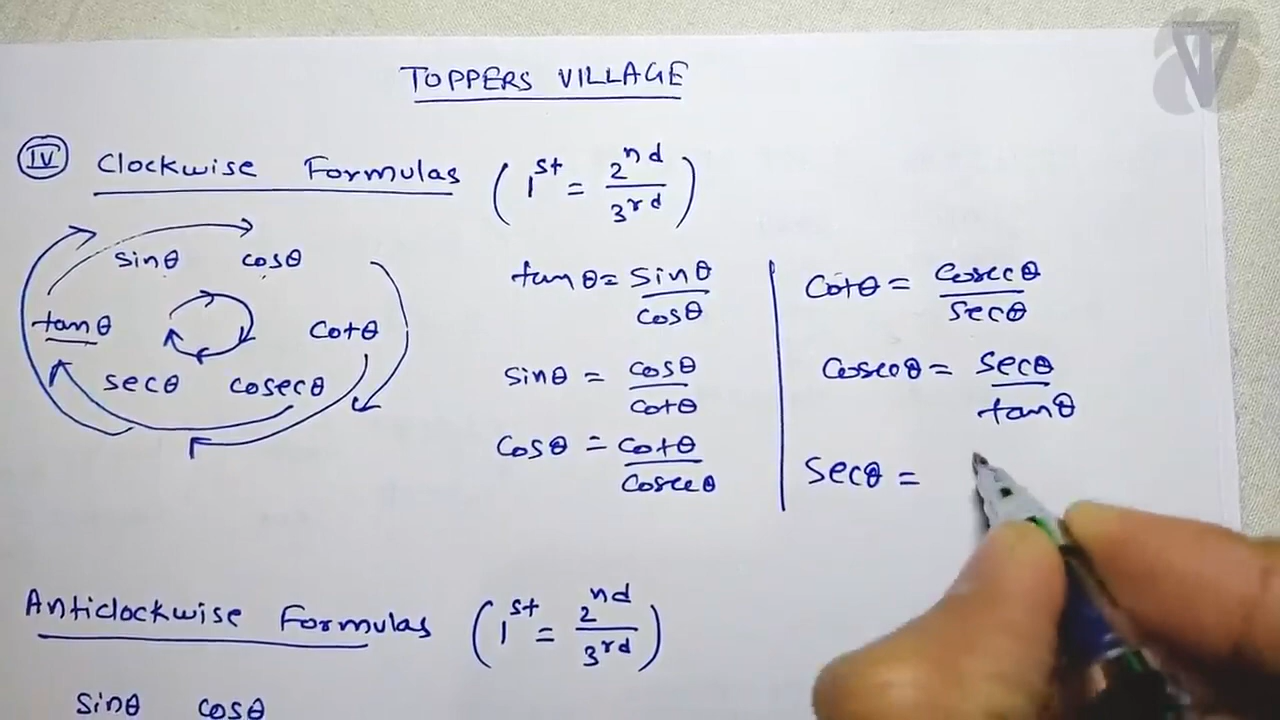 TOPPERS VILLAGE
IV Clockwise Formulas (1st = 2nd/3rd)
sinθ cosθ
tanθ cotθ
secθ cosecθ
tanθ = sinθ/cosθ
sinθ = cosθ/cotθ
cosθ = cotθ/cosecθ
cotθ = cosecθ/secθ
cosecθ = secθ/tanθ
secθ =
Anticlockwise Formulas (1st = 2nd/3rd)
sinθ cosθ